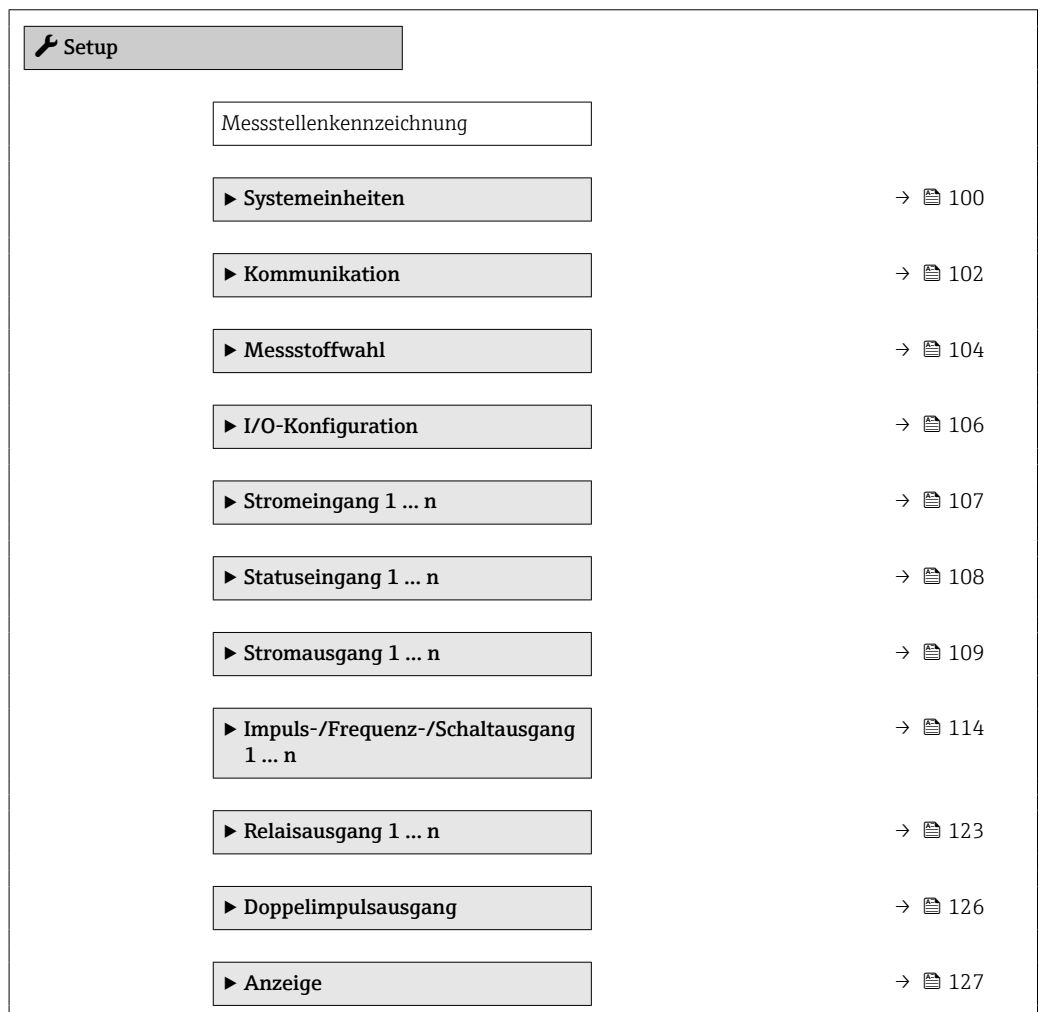 Setup
Messstellenkennzeichnung
▶ Systemeinheiten → 100
▶ Kommunikation → 102
▶ Messstoffwahl → 104
▶ I/O-Konfiguration → 106
▶ Stromeingang 1 ... n → 107
▶ Statuseingang 1 ... n → 108
▶ Stromausgang 1 ... n → 109
▶ Impuls-/Frequenz-/Schaltausgang → 114
1 ... n
▶ Relaisausgang 1 ... n → 123
▶ Doppelimpulsausgang → 126
▶ Anzeige → 127